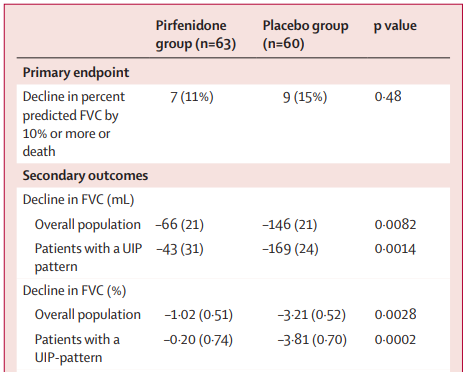 Pirfenidone Placebo group p value
group (n=63) (n=60)
Primary endpoint
Decline in percent 7 (11%) 9 (15%) 0·48
predicted FVC by
10% or more or
death
Secondary outcomes
Decline in FVC (mL)
Overall population –66 (21) –146 (21) 0·0082
Patients with a UIP –43 (31) –169 (24) 0·0014
pattern
Decline in FVC (%)
Overall population –1·02 (0·51) –3·21 (0·52) 0·0028
Patients with a –0·20 (0·74) –3·81 (0·70) 0·0002
UIP-pattern